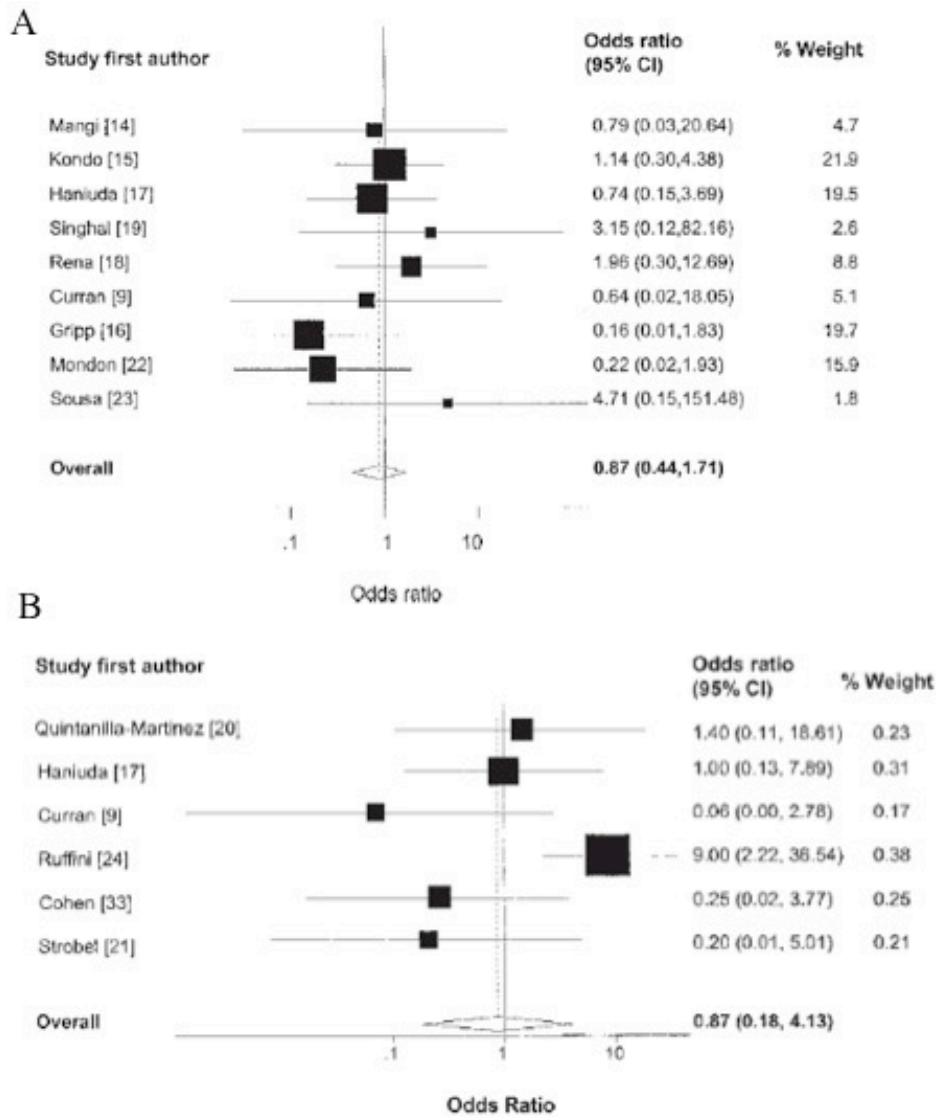 A
Study first author Odds ratio (95% CI) % Weight
Mangi [14] 0.79 (0.03,20.64) 4.7
Kondo [15] 1.14 (0.30,4.38) 21.9
Haniuda [17] 0.74 (0.15,3.69) 19.5
Singhal [19] 3.15 (0.12,82.16) 2.6
Rena [18] 1.96 (0.30,12.69) 8.8
Curran [9] 0.64 (0.02,18.05) 5.1
Gripp [16] 0.16 (0.01,1.83) 19.7
Mondon [22] 0.22 (0.02,1.93) 15.9
Sousa [23] 4.71 (0.15,151.48) 1.8
Overall 0.87 (0.44,1.71)
.1 1 10
Odds ratio
B
Study first author Odds ratio (95% CI) % Weight
Quintanilla-Martinez [20] 1.40 (0.11, 18.61) 0.23
Haniuda [17] 1.00 (0.13, 7.89) 0.31
Curran [9] 0.06 (0.00, 2.78) 0.17
Ruffini [24] 9.00 (2.22, 36.54) 0.38
Cohen [33] 0.25 (0.02, 3.77) 0.25
Strobel [21] 0.20 (0.01, 5.01) 0.21
Overall 0.87 (0.18, 4.13)
.1 1 10
Odds Ratio